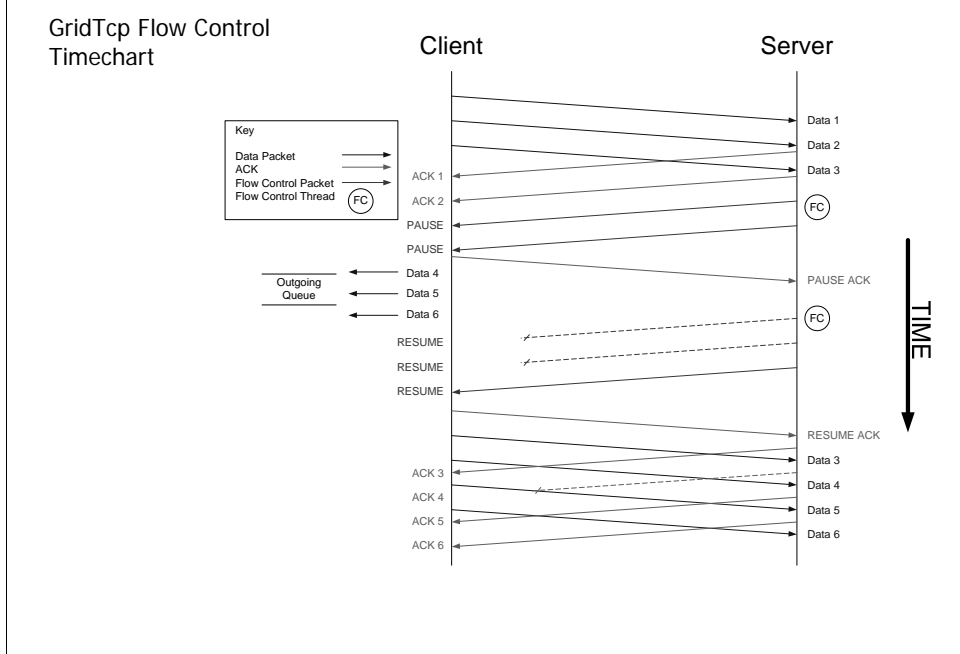 GridTcp Flow Control
Timechart
Client
Server
Key
Data Packet
ACK
Flow Control Packet
Flow Control Thread
FC
Data 1
Data 2
Data 3
ACK 1
ACK 2
FC
PAUSE
PAUSE
Data 4
PAUSE ACK
Outgoing
Queue
Data 5
Data 6
FC
TIME
RESUME
RESUME
RESUME
RESUME ACK
Data 3
ACK 3
Data 4
ACK 4
Data 5
ACK 5
Data 6
ACK 6